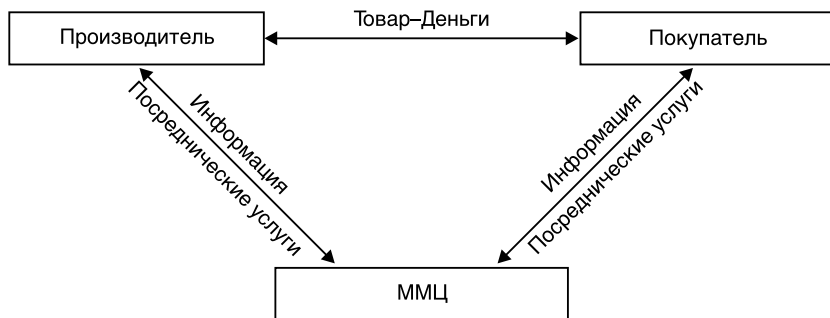 Товар–Деньги
Производитель
Покупатель
Информация
Посреднические услуги
Информация
Посреднические услуги
ММЦ